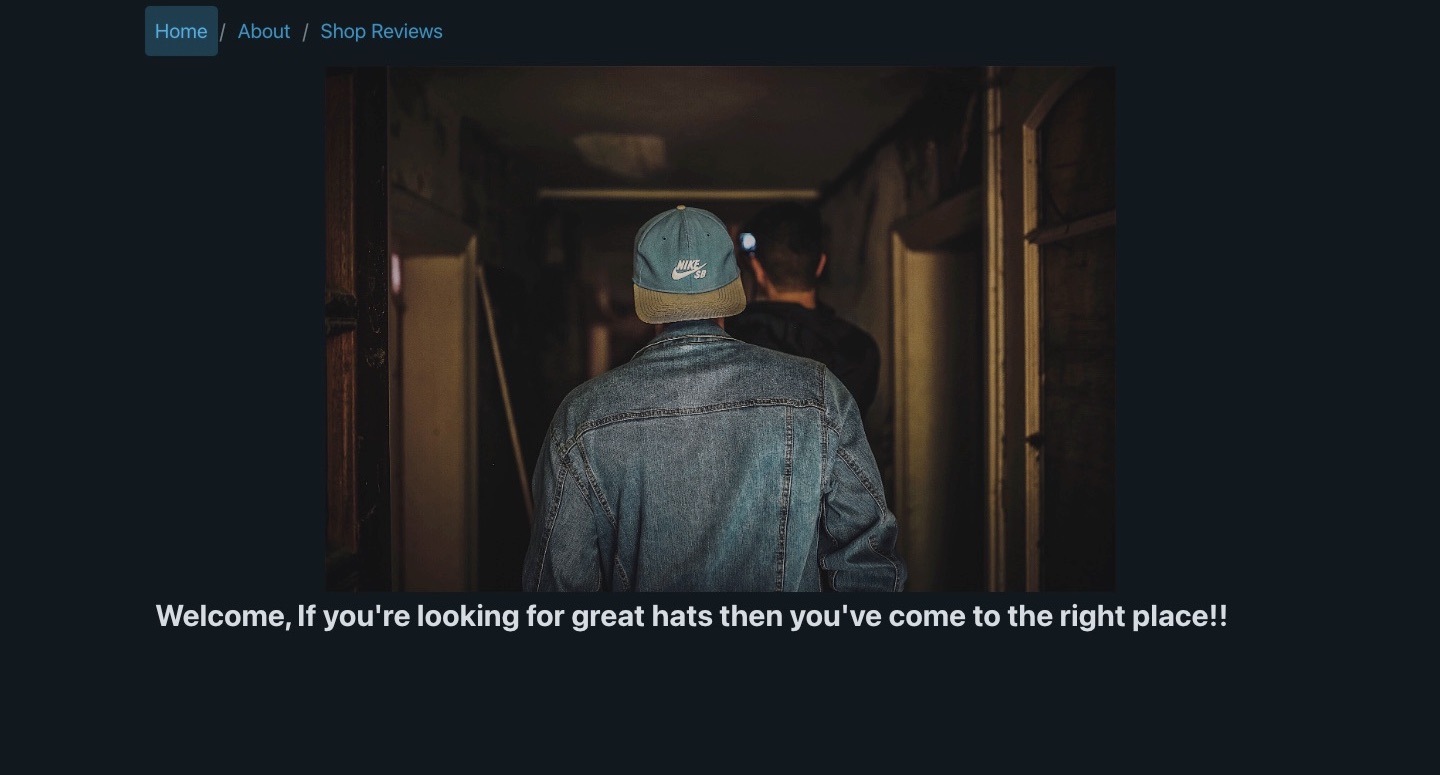 Home / About / Shop Reviews
NIKE
SB
Welcome, If you're looking for great hats then you've come to the right place!!